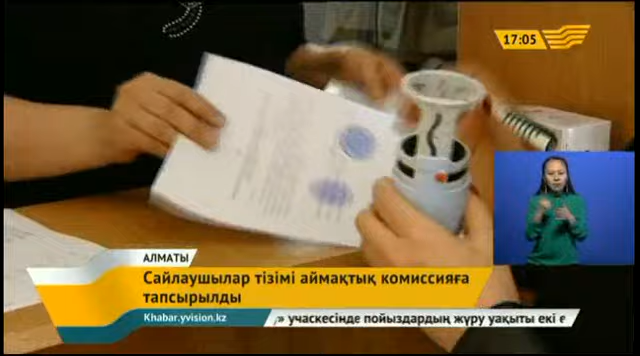 17:05
АЛМАТЫ
Сайлаушылар тізімі аймақтық комиссияға
тапсырылды
Khabar.yvision.kz
учаскесінде пойыздардың жүру уақыты екі